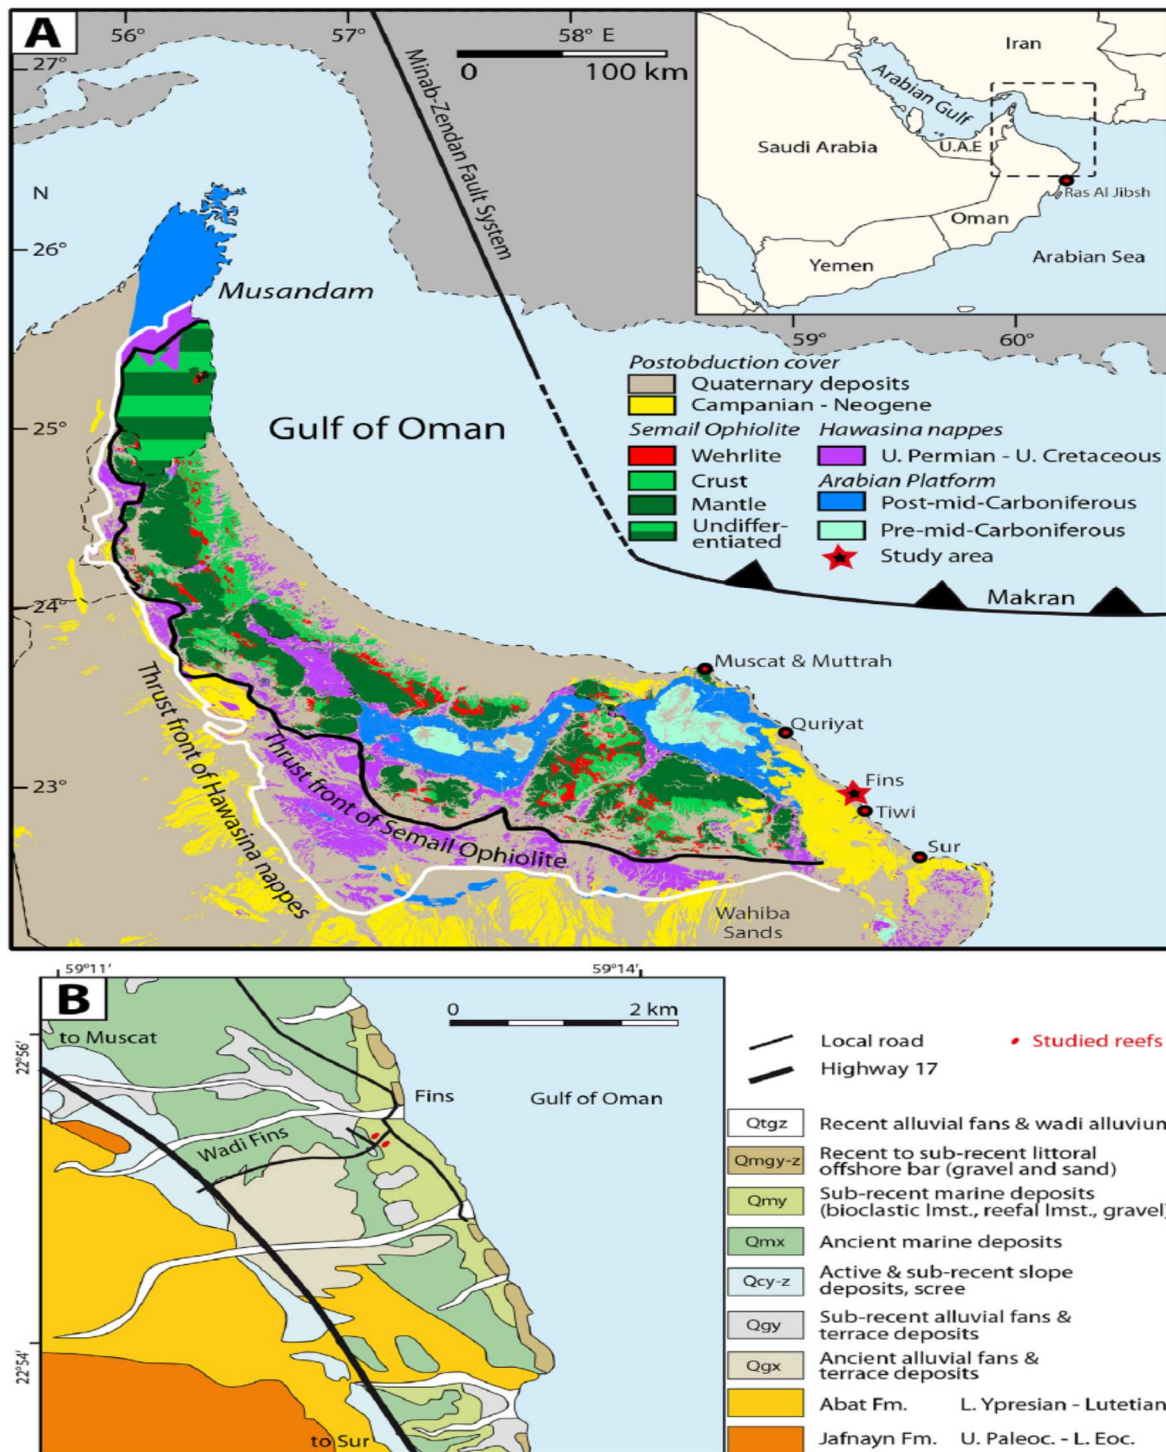 A
56°
57°
58° E
0
100 km
27°
N
26°
25°
24°
23°
Minab-Zendan Fault System
Musandam
Gulf of Oman
Iran
Arabian Gulf
Saudi Arabia
U.A.E
Ras Al Jibsh
Oman
Yemen
Arabian Sea
59°
60°
Postobduction cover
Quaternary deposits
Campanian - Neogene
Semail Ophiolite
Wehrlite
Crust
Mantle
Undiffer-
entiated
Hawasina nappes
U. Permian - U. Cretaceous
Arabian Platform
Post-mid-Carboniferous
Pre-mid-Carboniferous
Study area
Makran
Muscat & Muttrah
Quriyat
Fins
Tiwi
Sur
Thrust front of Hawasina nappes
Thrust front of Semail Ophiolite
Wahiba
Sands
B
59°11'
59°14'
22°56'
22°54'
0
2 km
to Muscat
Fins
Gulf of Oman
Wadi Fins
to Sur
Local road
Studied reefs
Highway 17
Qtgz
Recent alluvial fans & wadi alluvium
Qmgy-z
Recent to sub-recent littoral
offshore bar (gravel and sand)
Qmy
Sub-recent marine deposits
(bioclastic lmst., reefal lmst., gravel)
Qmx
Ancient marine deposits
Qcy-z
Active & sub-recent slope
deposits, scree
Qgy
Sub-recent alluvial fans &
terrace deposits
Qgx
Ancient alluvial fans &
terrace deposits
Abat Fm. L. Ypresian - Lutetian
Jafnayn Fm. U. Paleoc. - L. Eoc.